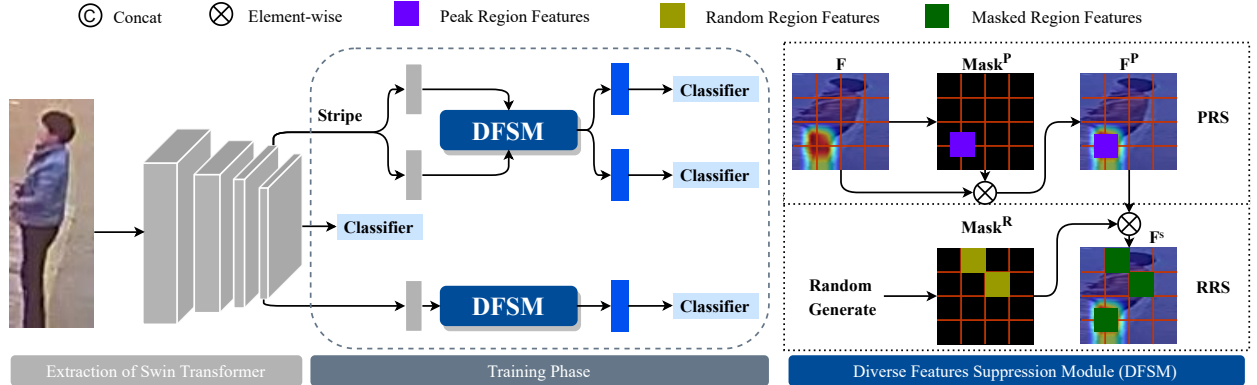 © Concat
⊗ Element-wise
Peak Region Features
Random Region Features
Masked Region Features
Stripe
DFSM
Classifier
Classifier
Classifier
DFSM
Classifier
F
Mask^P
F^P
PRS
Mask^R
F^s
Random
Generate
RRS
Extraction of Swin Transformer
Training Phase
Diverse Features Suppression Module (DFSM)